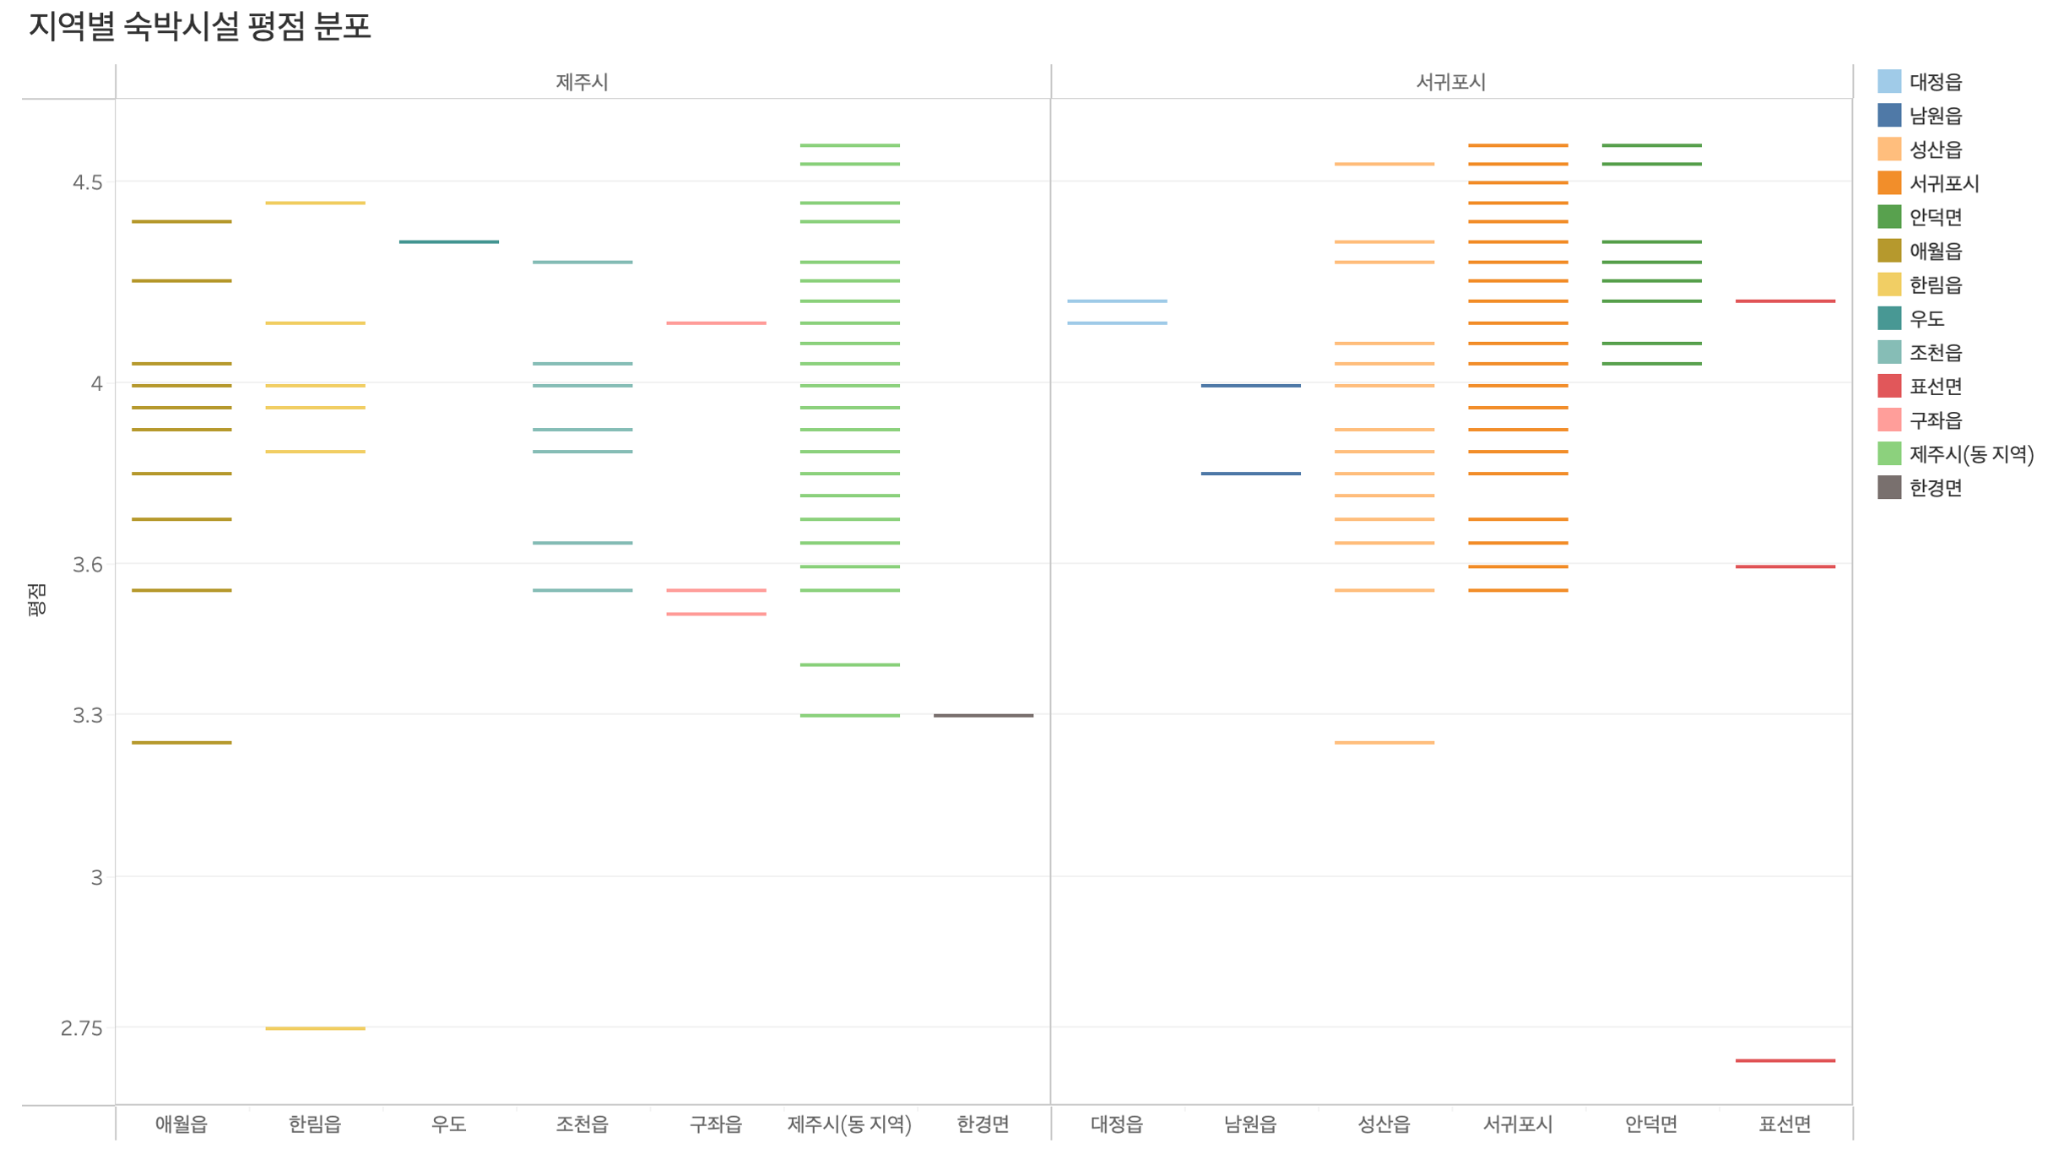 지역별 숙박시설 평점 분포
제주시
서귀포시
평점
4.5
4
3.6
3.3
3
2.75
애월읍
한림읍
우도
조천읍
구좌읍
제주시(동 지역)
한경면
대정읍
남원읍
성산읍
서귀포시
안덕면
표선면
대정읍
남원읍
성산읍
서귀포시
안덕면
애월읍
한림읍
우도
조천읍
표선면
구좌읍
제주시(동 지역)
한경면